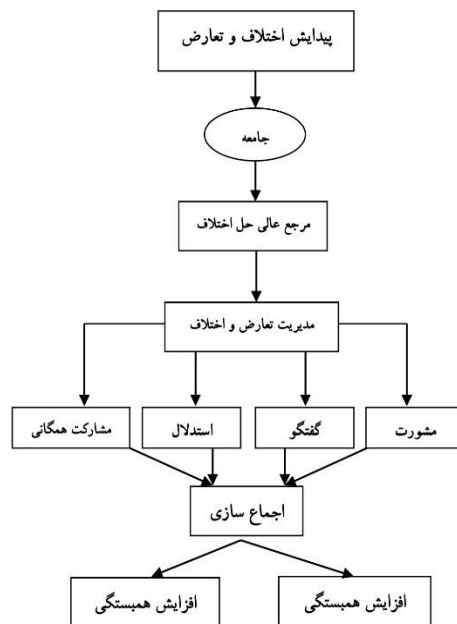 پیدایش اختلاف و تعارض
جامعه
مرجع عالی حل اختلاف
مدیریت تعارض و اختلاف
مشورت
گفتگو
استدلال
مشارکت همگانی
اجماع سازی
افزایش همبستگی
افزایش همبستگی